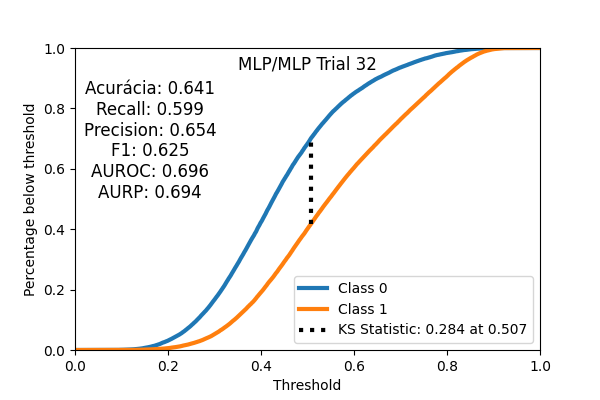 MLP/MLP Trial 32
Acurácia: 0.641
Recall: 0.599
Precision: 0.654
F1: 0.625
AUROC: 0.696
AURP: 0.694
Percentage below threshold
1.0
0.8
0.6
0.4
0.2
0.0
Class 0
Class 1
KS Statistic: 0.284 at 0.507
0.0 0.2 0.4 0.6 0.8 1.0
Threshold